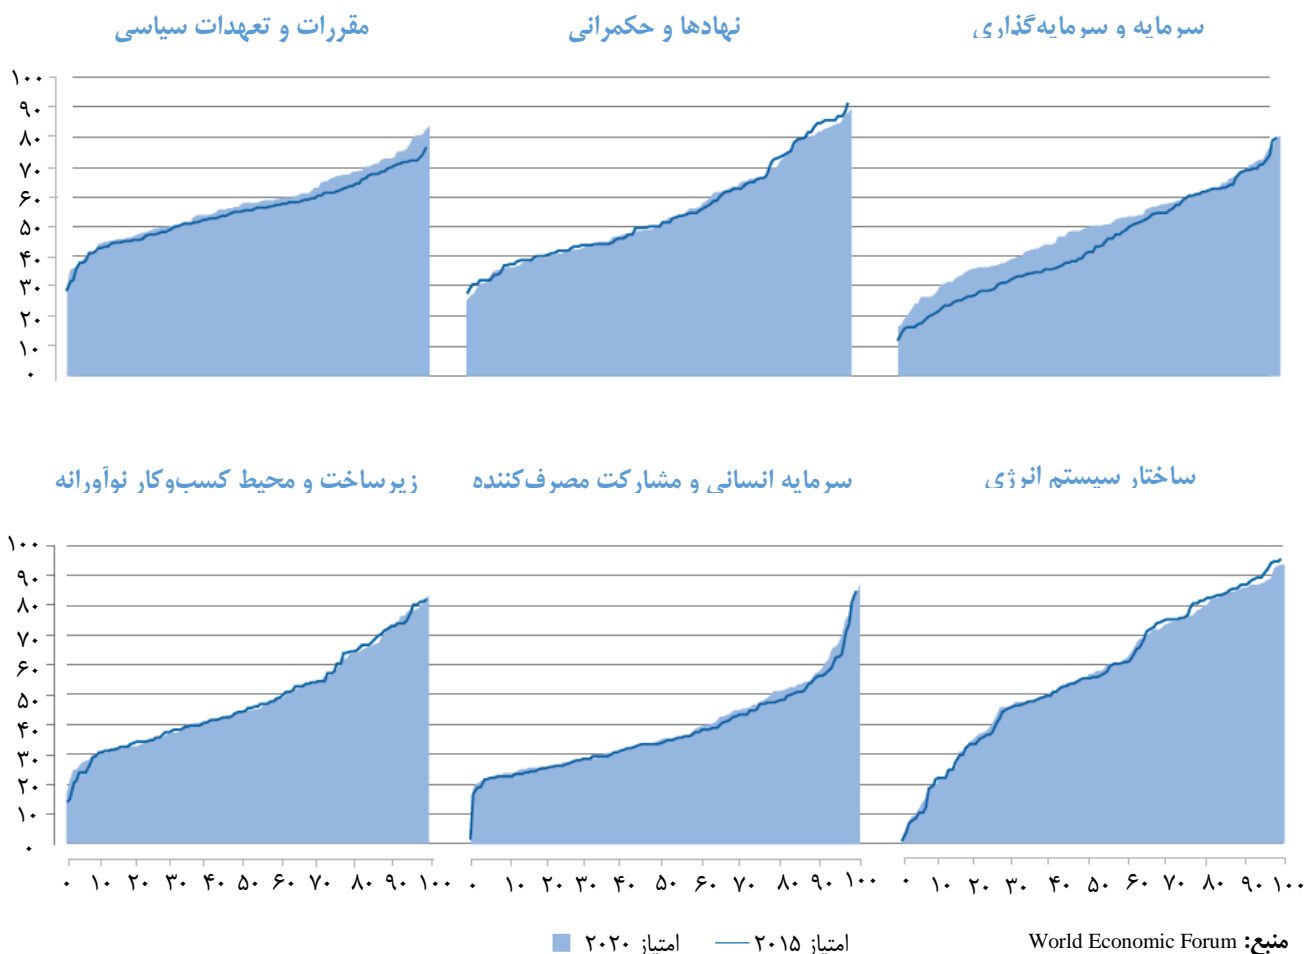 سرمایه و سرمایه‌گذاری
نهادها و حکمرانی
مقررات و تعهدات سیاسی
۱۰۰
۹۰
۸۰
۷۰
۶۰
۵۰
۴۰
۳۰
۲۰
۱۰
۰
ساختار سیستم انرژی
سرمایه انسانی و مشارکت مصرف‌کننده
زیرساخت و محیط کسب‌وکار نوآورانه
۱۰۰
۹۰
۸۰
۷۰
۶۰
۵۰
۴۰
۳۰
۲۰
۱۰
۰
۰ ۱۰ ۲۰ ۳۰ ۴۰ ۵۰ ۶۰ ۷۰ ۸۰ ۹۰ ۱۰۰
۰ ۱۰ ۲۰ ۳۰ ۴۰ ۵۰ ۶۰ ۷۰ ۸۰ ۹۰ ۱۰۰
۰ ۱۰ ۲۰ ۳۰ ۴۰ ۵۰ ۶۰ ۷۰ ۸۰ ۹۰ ۱۰۰
امتیاز ۲۰۱۵
امتیاز ۲۰۲۰
منبع: World Economic Forum